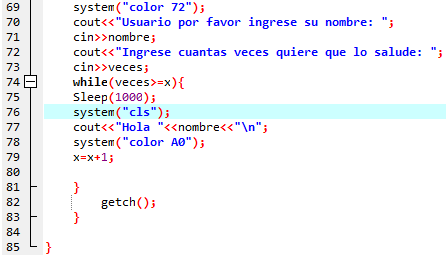 69 system("color 72");
70 cout<<"Usuario por favor ingrese su nombre: ";
71 cin>>nombre;
72 cout<<"Ingrese cuantas veces quiere que lo salude: ";
73 cin>>veces;
74 while(veces>=x){
75 Sleep(1000);
76 system("cls");
77 cout<<"Hola "<<nombre<<"\n";
78 system("color A0");
79 x=x+1;
80
81 }
82 getch();
83 }
84
85 }